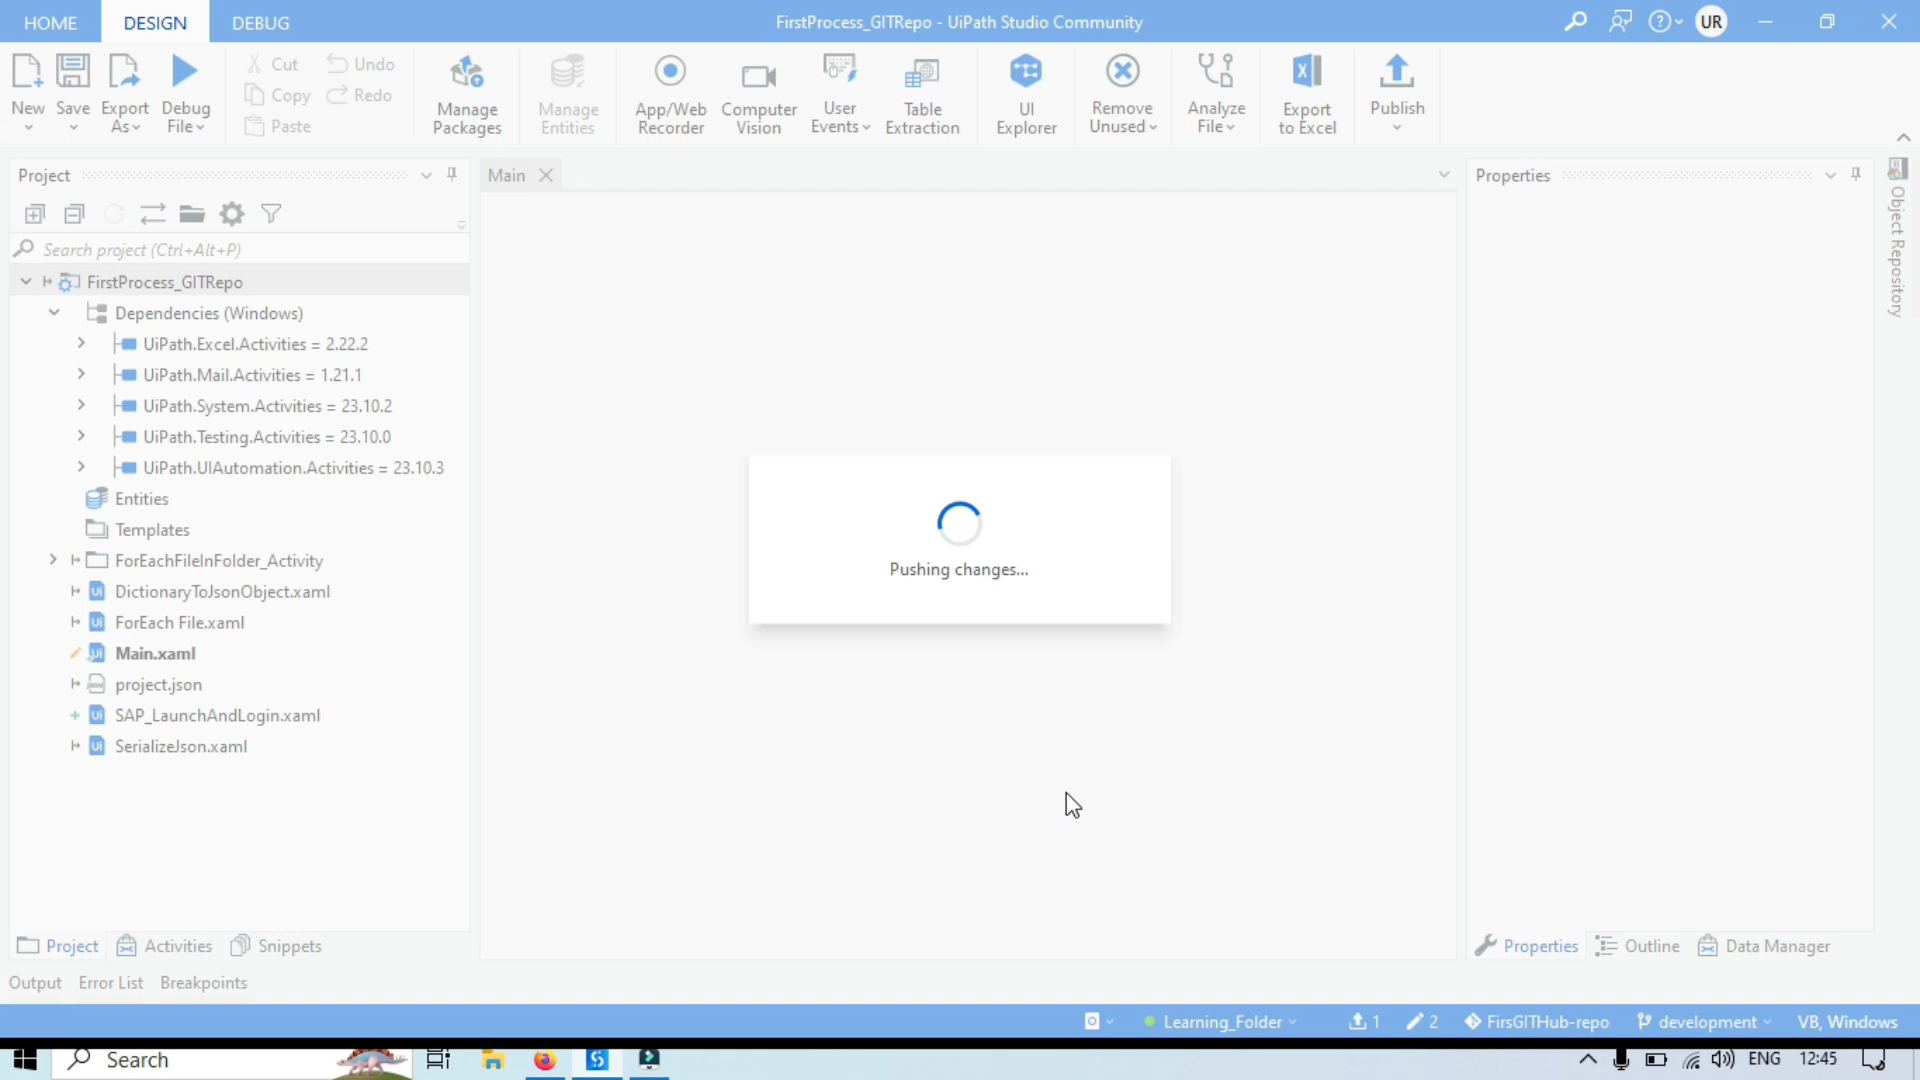 HOME
DESIGN
DEBUG
FirstProcess_GITRepo - UiPath Studio Community
UR
New
Save
Export As
Debug File
Cut
Copy
Paste
Undo
Redo
Manage Packages
Manage Entities
App/Web Recorder
Computer Vision
User Events
Table Extraction
UI Explorer
Remove Unused
Analyze File
Export to Excel
Publish
Project
Search project (Ctrl+Alt+P)
FirstProcess_GITRepo
Dependencies (Windows)
UiPath.Excel.Activities = 2.22.2
UiPath.Mail.Activities = 1.21.1
UiPath.System.Activities = 23.10.2
UiPath.Testing.Activities = 23.10.0
UiPath.UIAutomation.Activities = 23.10.3
Entities
Templates
ForEachFileInFolder_Activity
DictionaryToJsonObject.xaml
ForEach File.xaml
Main.xaml
project.json
SAP_LaunchAndLogin.xaml
SerializeJson.xaml
Main
Pushing changes...
Properties
Object Repository
Project
Activities
Snippets
Properties
Outline
Data Manager
Output
Error List
Breakpoints
Learning_Folder
1
2
FirsGITHub-repo
development
VB, Windows
Search
ENG
12:45